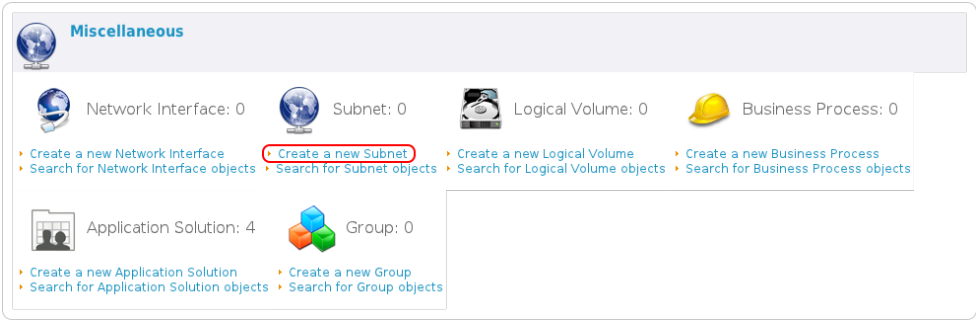 Miscellaneous
Network Interface: 0
Subnet: 0
Logical Volume: 0
Business Process: 0
Create a new Network Interface
Create a new Subnet
Create a new Logical Volume
Create a new Business Process
Search for Network Interface objects
Search for Subnet objects
Search for Logical Volume objects
Search for Business Process objects
Application Solution: 4
Group: 0
Create a new Application Solution
Create a new Group
Search for Application Solution objects
Search for Group objects